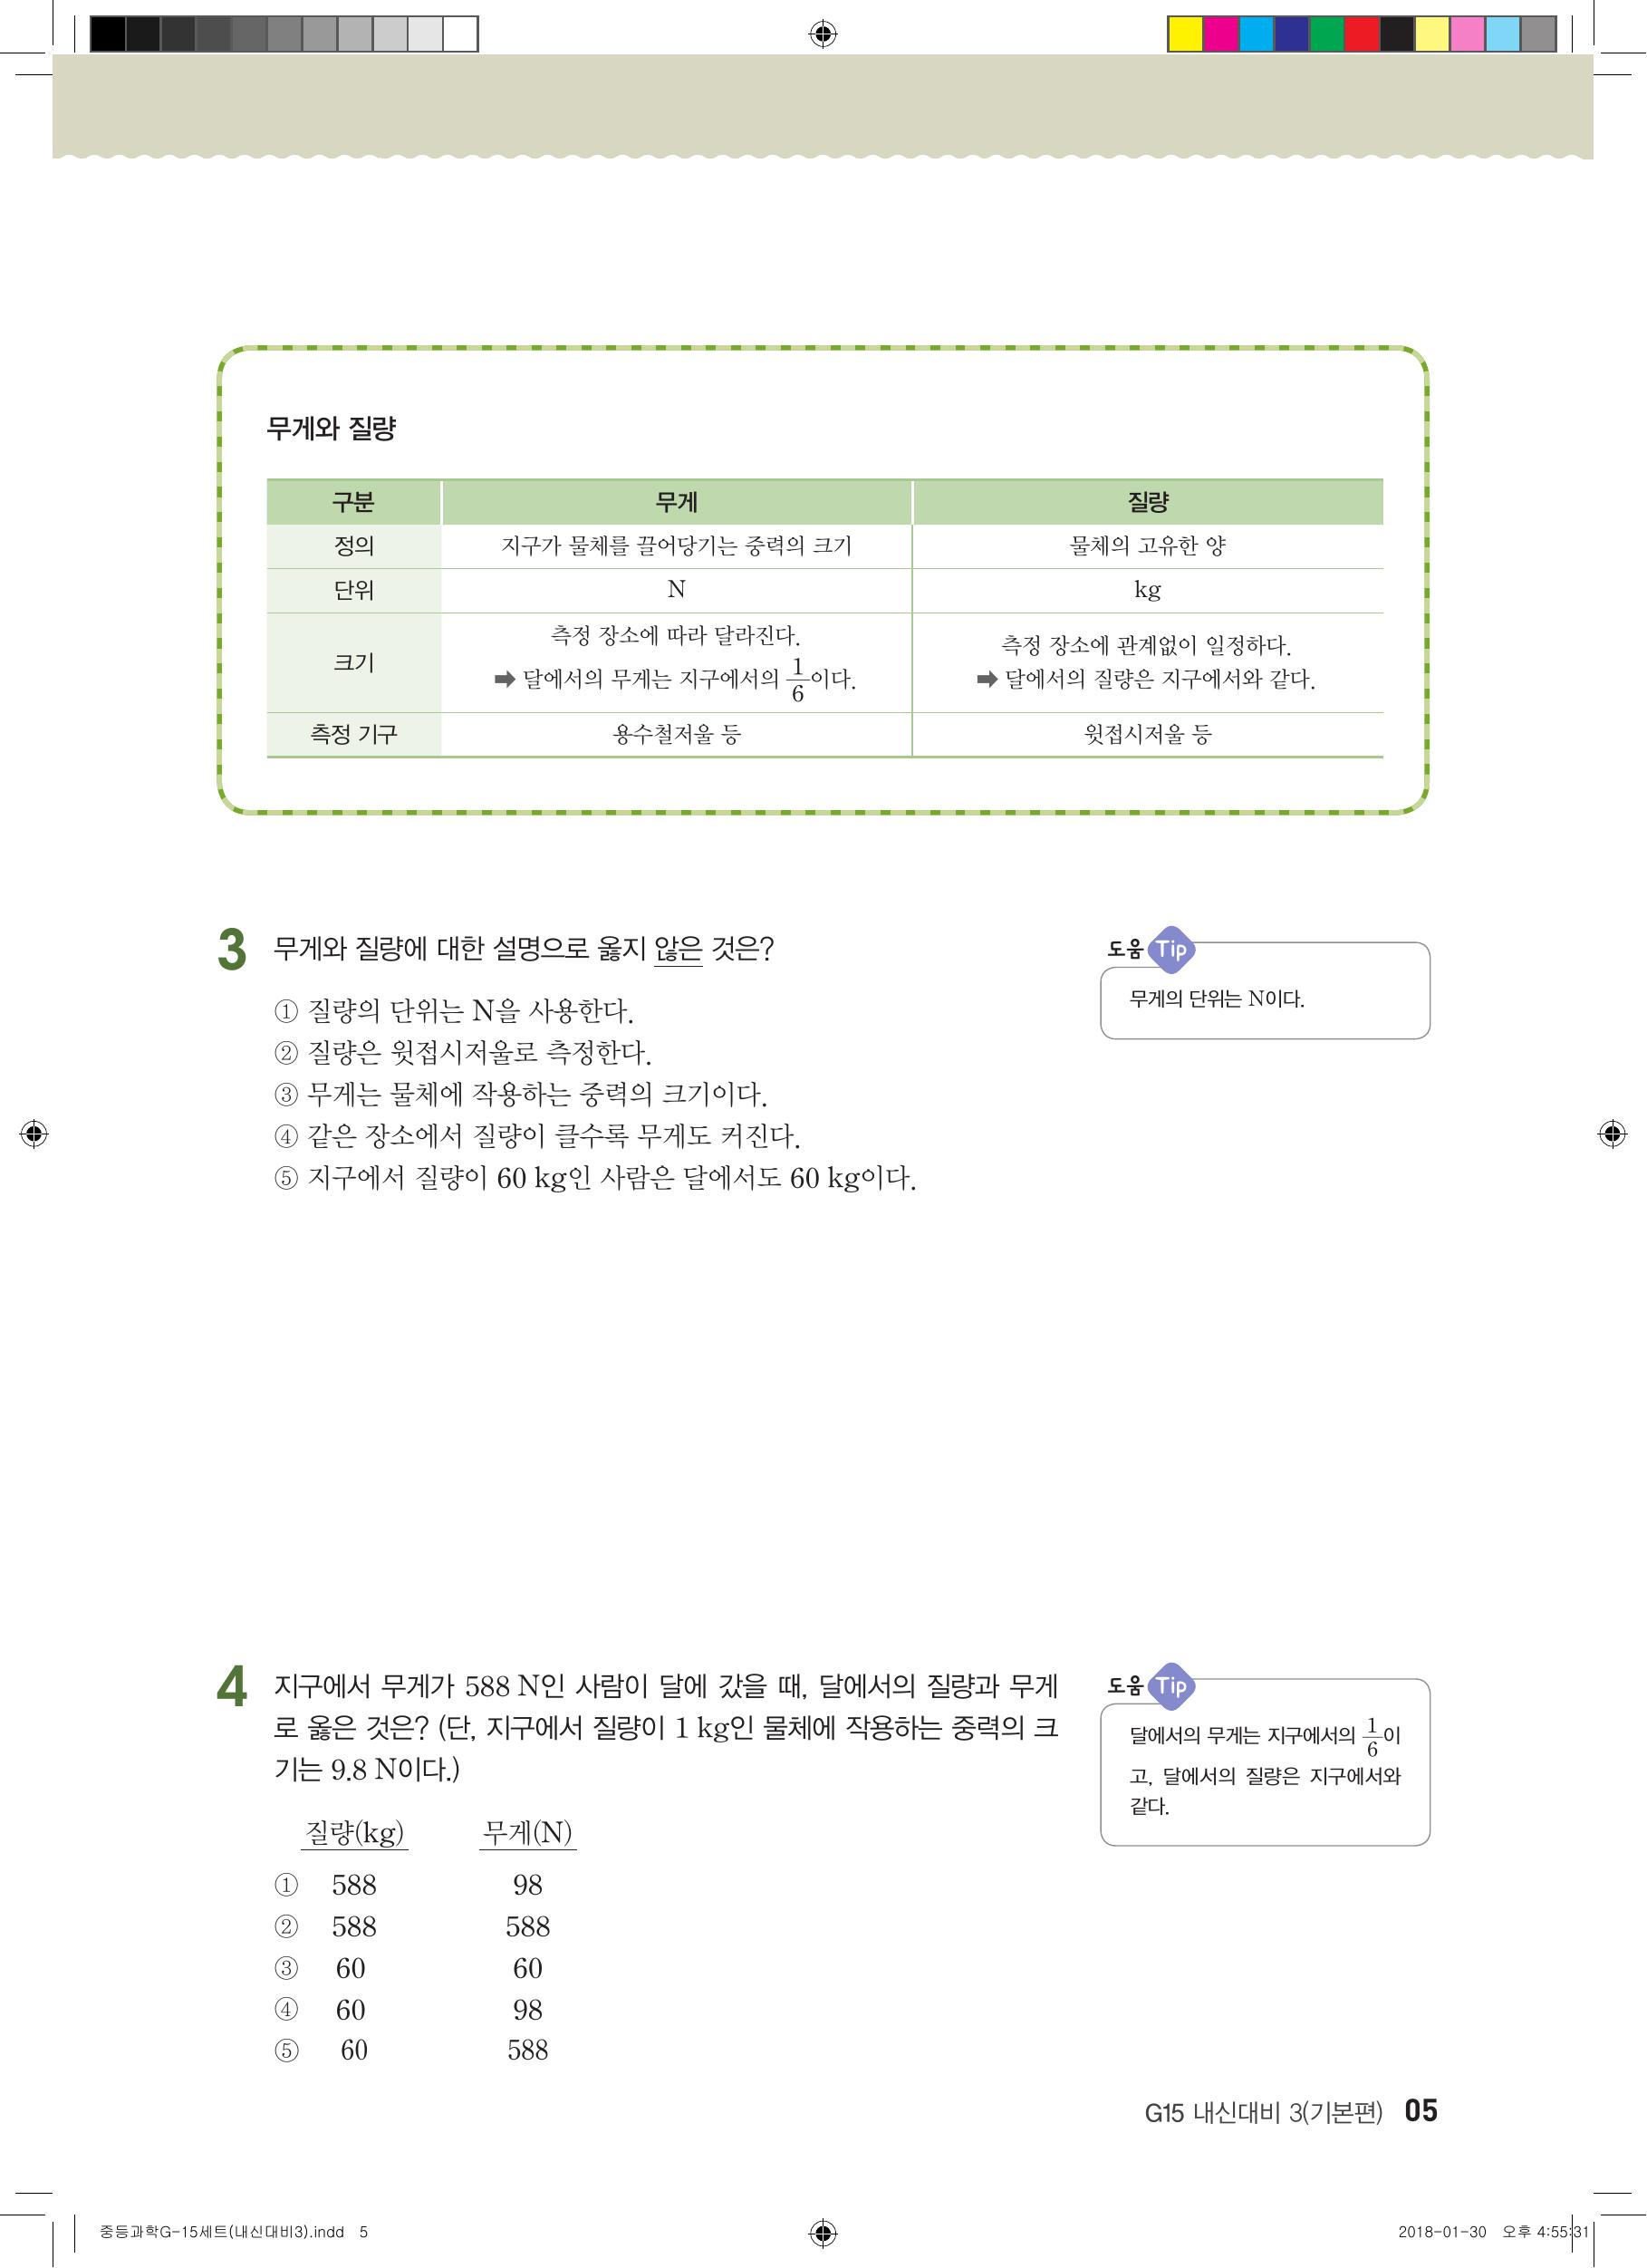 무게와 질량
구분 무게 질량
정의 지구가 물체를 끌어당기는 중력의 크기 물체의 고유한 양
단위 N kg
크기 측정 장소에 따라 달라진다. 측정 장소에 관계없이 일정하다.
➡ 달에서의 무게는 지구에서의 1/6이다. ➡ 달에서의 질량은 지구에서와 같다.
측정 기구 용수철저울 등 윗접시저울 등
3 무게와 질량에 대한 설명으로 옳지 않은 것은?
① 질량의 단위는 N을 사용한다.
② 질량은 윗접시저울로 측정한다.
③ 무게는 물체에 작용하는 중력의 크기이다.
④ 같은 장소에서 질량이 클수록 무게도 커진다.
⑤ 지구에서 질량이 60 kg인 사람은 달에서도 60 kg이다.
도움 Tip
무게의 단위는 N이다.
4 지구에서 무게가 588 N인 사람이 달에 갔을 때, 달에서의 질량과 무게
로 옳은 것은? (단, 지구에서 질량이 1 kg인 물체에 작용하는 중력의 크
기는 9.8 N이다.)
질량(kg) 무게(N)
① 588 98
② 588 588
③ 60 60
④ 60 98
⑤ 60 588
도움 Tip
달에서의 무게는 지구에서의 1/6이
고, 달에서의 질량은 지구에서와
같다.
G15 내신대비 3(기본편) 05
중등과학G-15세트(내신대비3).indd 5 2018-01-30 오후 4:55:31